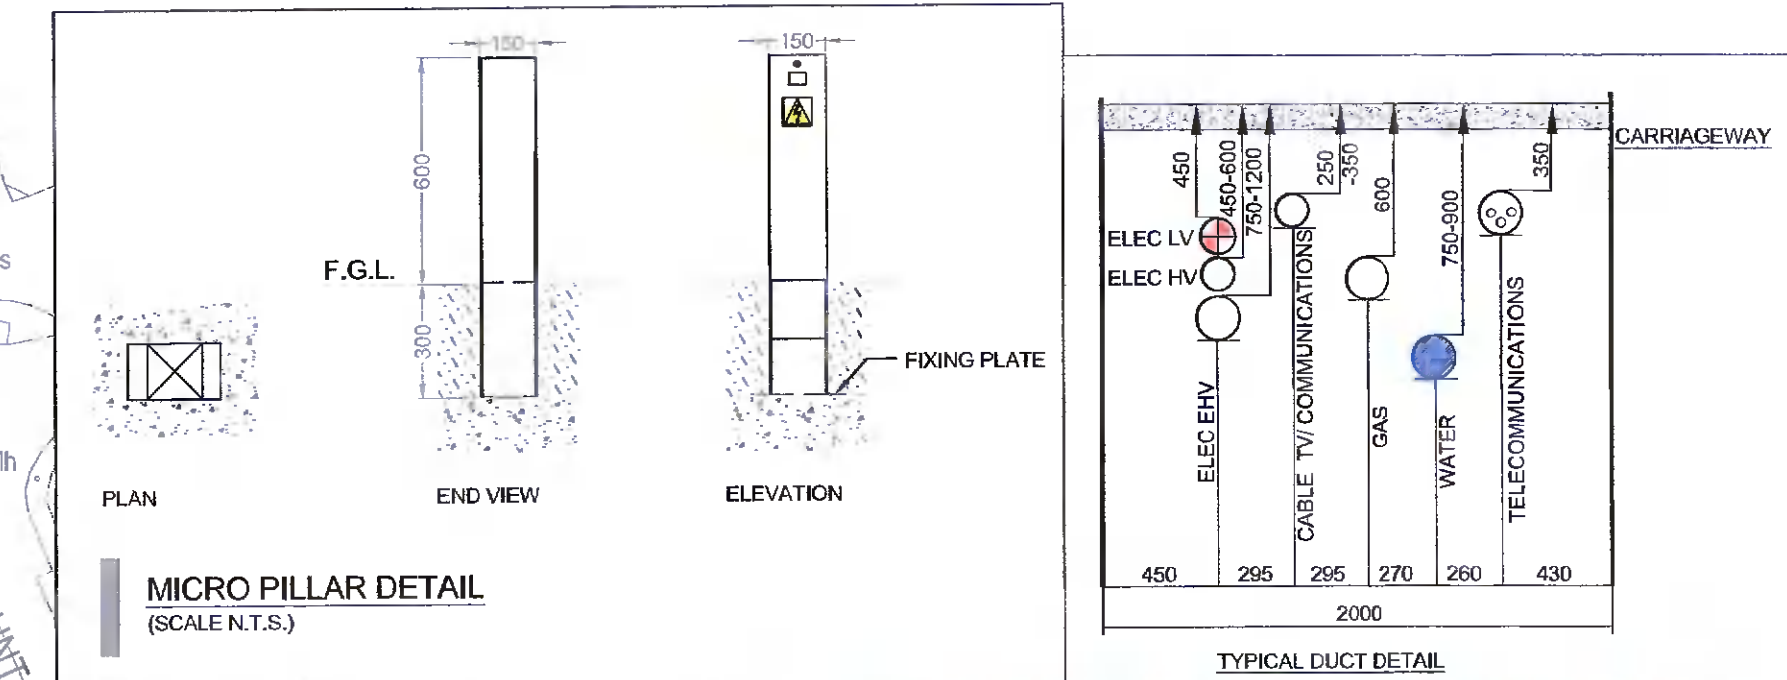 150
150
600
300
F.G.L.
FIXING PLATE
PLAN
END VIEW
ELEVATION
MICRO PILLAR DETAIL
(SCALE N.T.S.)
CARRIAGEWAY
450
450-600
750-1200
250
-350
600
750-900
350
ELEC LV
ELEC HV
ELEC EHV
CABLE TV/ COMMUNICATIONS
GAS
WATER
TELECOMMUNICATIONS
450 295 295 270 260 430
2000
TYPICAL DUCT DETAIL